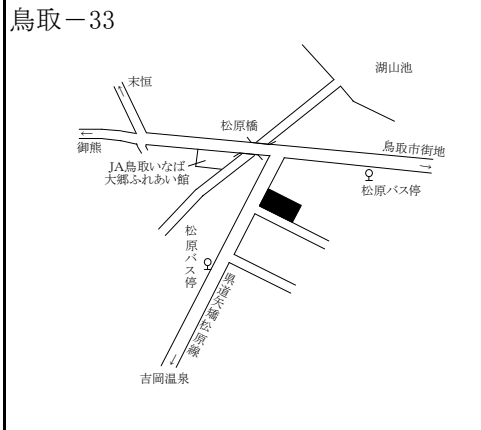 鳥取－33
湖山池
末恒
松原橋
←
御熊
鳥取市街地
→
JA鳥取いなば
大郷ふれあい館
松原バス停
松原バス停
県道矢矯松原線
↓
吉岡温泉